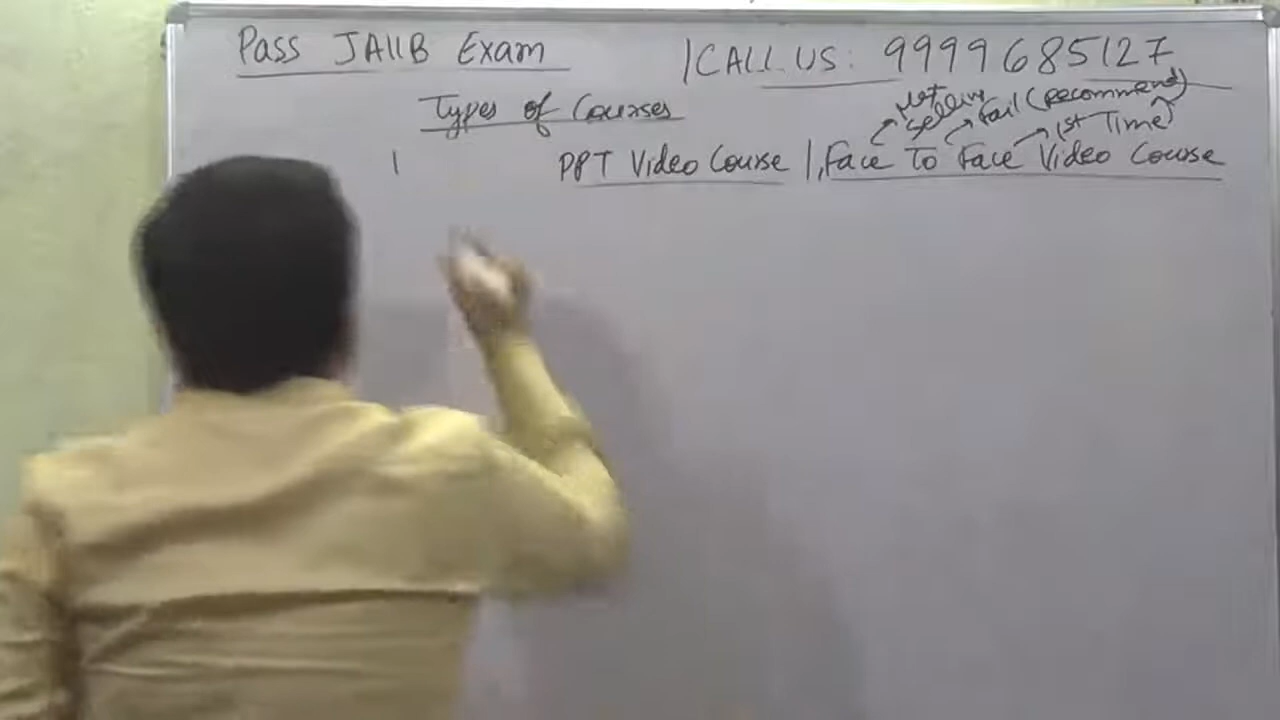 Pass JAIIB Exam |CALL US: 9999685127
Types of Courses
selling Fail (Recommend)
1st Time
| PPT Video Course |, Face To Face Video Course